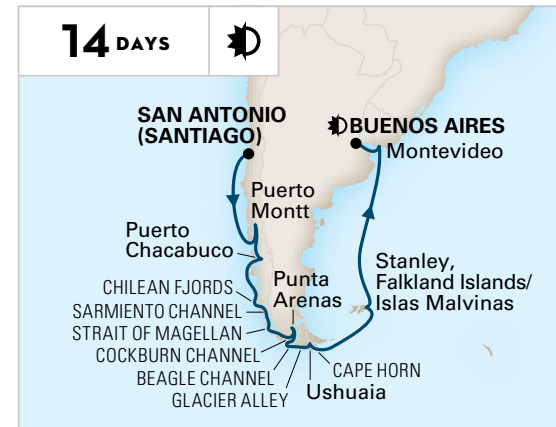 14 DAYS
SAN ANTONIO
(SANTIAGO)
BUENOS AIRES
Montevideo
Puerto
Montt
Puerto
Chacabuco
Stanley,
Falkland Islands/
Islas Malvinas
CHILEAN FJORDS
Punta
Arenas
SARMIENTO CHANNEL
STRAIT OF MAGELLAN
COCKBURN CHANNEL
BEAGLE CHANNEL
GLACIER ALLEY
CAPE HORN
Ushuaia